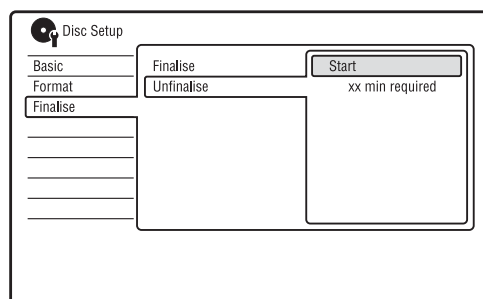 Disc Setup
Basic
Format
Finalise
Finalise
Unfinalise
Start
xx min required